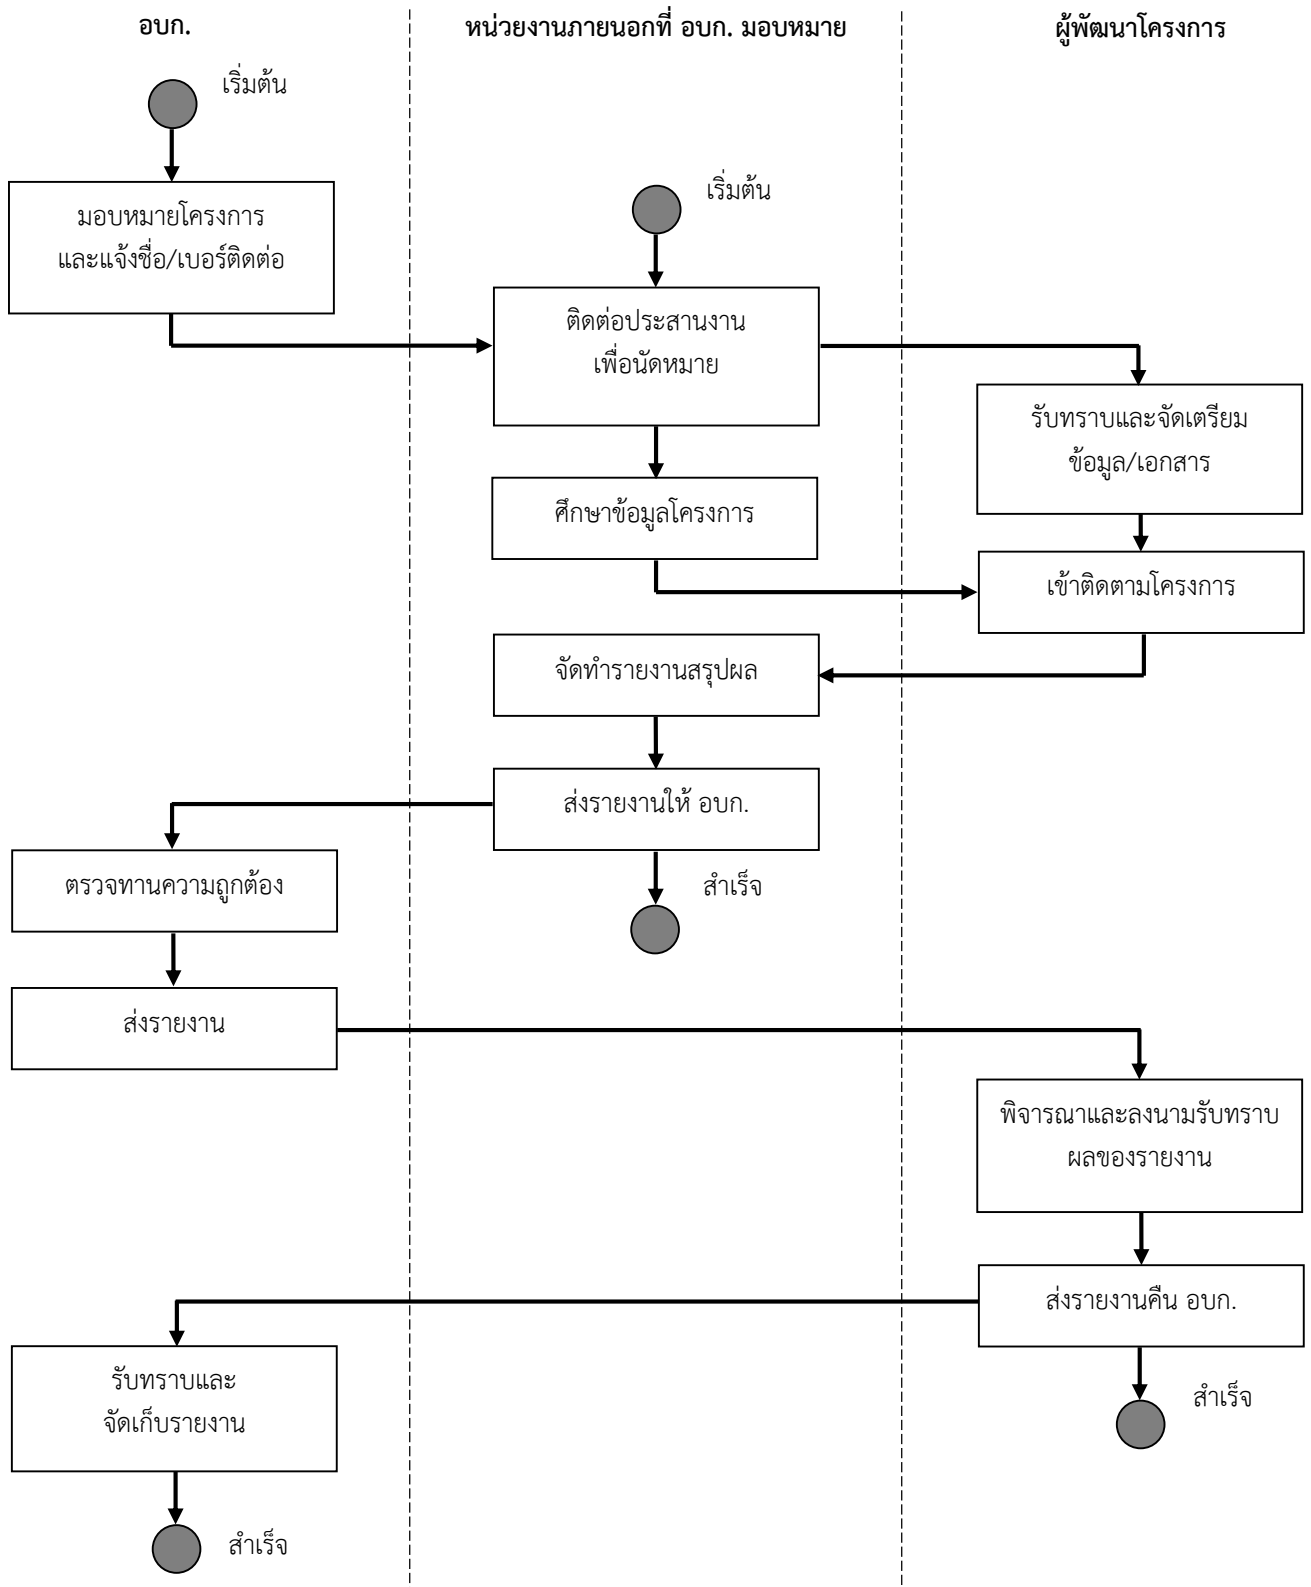 อบก.
หน่วยงานภายนอกที่ อบก. มอบหมาย
ผู้พัฒนาโครงการ
เริ่มต้น
มอบหมายโครงการ
และแจ้งชื่อ/เบอร์ติดต่อ
เริ่มต้น
ติดต่อประสานงาน
เพื่อนัดหมาย
รับทราบและจัดเตรียม
ข้อมูล/เอกสาร
ศึกษาข้อมูลโครงการ
เข้าติดตามโครงการ
จัดทำรายงานสรุปผล
ส่งรายงานให้ อบก.
ตรวจทานความถูกต้อง
สำเร็จ
ส่งรายงาน
พิจารณาและลงนามรับทราบ
ผลของรายงาน
ส่งรายงานคืน อบก.
รับทราบและ
จัดเก็บรายงาน
สำเร็จ
สำเร็จ